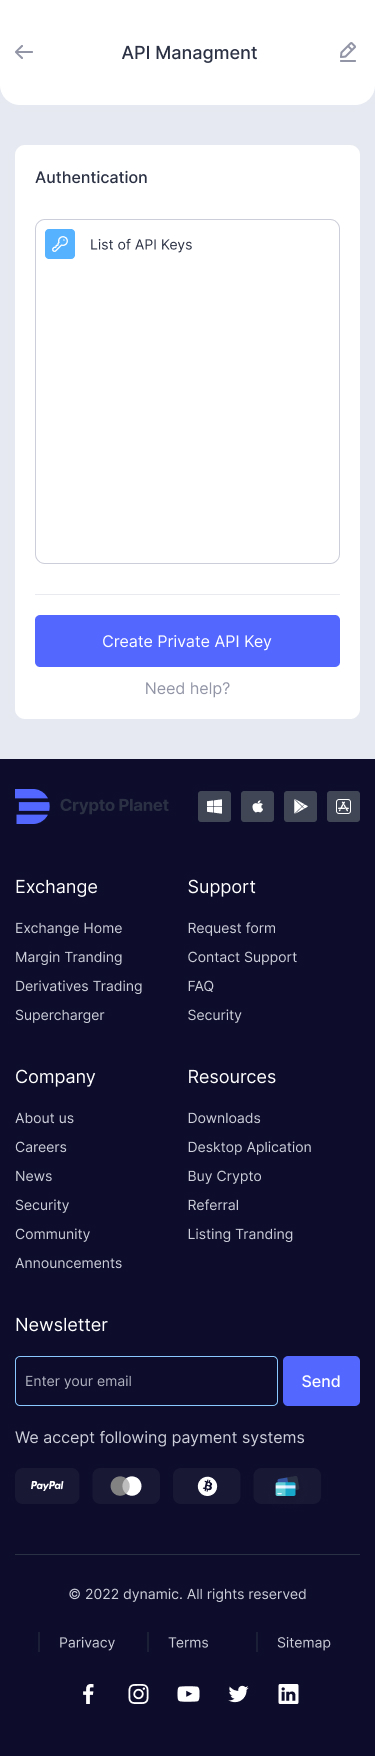 API Managment
Authentication
List of API Keys
Create Private API Key
Need help?
Crypto Planet
Exchange
Exchange Home
Margin Tranding
Derivatives Trading
Supercharger
Support
Request form
Contact Support
FAQ
Security
Company
About us
Careers
News
Security
Community
Announcements
Resources
Downloads
Desktop Aplication
Buy Crypto
Referral
Listing Tranding
Newsletter
Enter your email
Send
We accept following payment systems
PayPal
© 2022 dynamic. All rights reserved
Parivacy
Terms
Sitemap